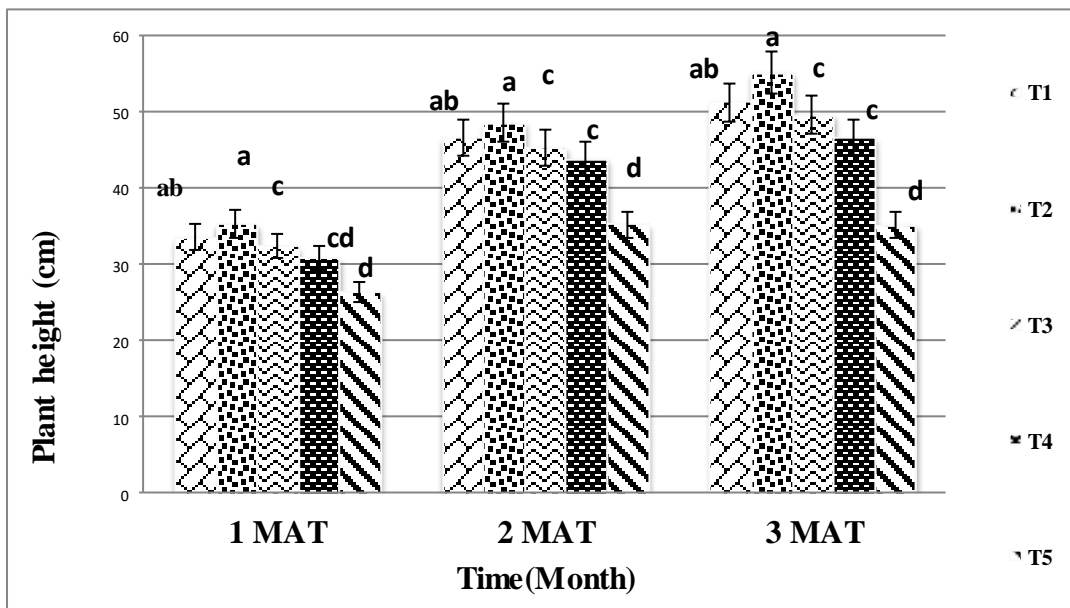 60
50
40
30
20
10
0
Plant height (cm)
ab
a
c
cd
d
ab
a
c
c
d
ab
a
c
c
d
1 MAT
2 MAT
3 MAT
Time(Month)
T1
T2
T3
T4
T5